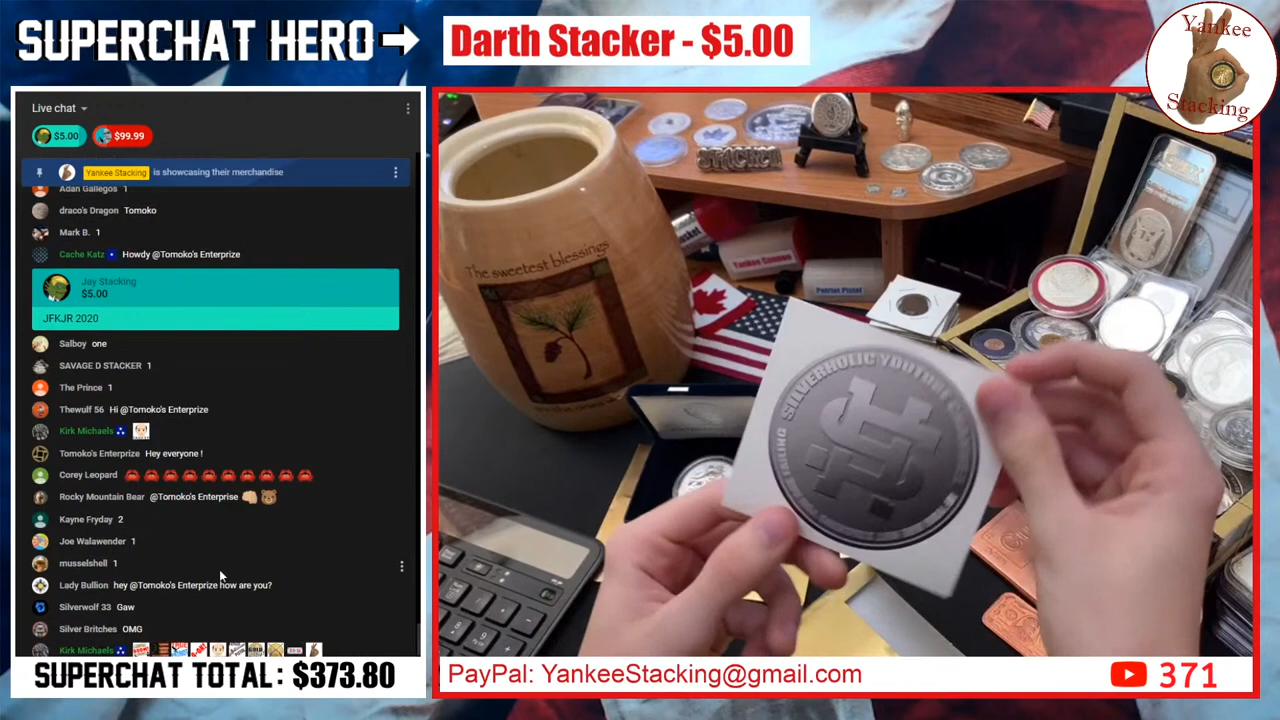 SUPERCHAT HERO
Darth Stacker - $5.00
Yankee
Stacking
Live chat
$5.00
$99.99
Yankee Stacking is showcasing their merchandise
Adan Gallegos 1
draco's Dragon Tomoko
Mark B. 1
Cache Katz Howdy @Tomoko's Enterprize
Jay Stacking
$5.00
JFKJR 2020
Salboy one
SAVAGE D STACKER 1
The Prince 1
Thewulf 56 Hi @Tomoko's Enterprize
Kirk Michaels
Tomoko's Enterprize Hey everyone !
Corey Leopard
Rocky Mountain Bear @Tomoko's Enterprise
Kayne Fryday 2
Joe Walawender 1
musselshell 1
Lady Bullion hey @Tomoko's Enterprize how are you?
Silverwolf 33 Gaw
Silver Britches OMG
Kirk Michaels
SUPERCHAT TOTAL: $373.80
The sweetest blessings
STACKER
Yankee Cannon
Patriot Pistol
SILVERHOLIC YOUTUBE
PayPal: YankeeStacking@gmail.com
371